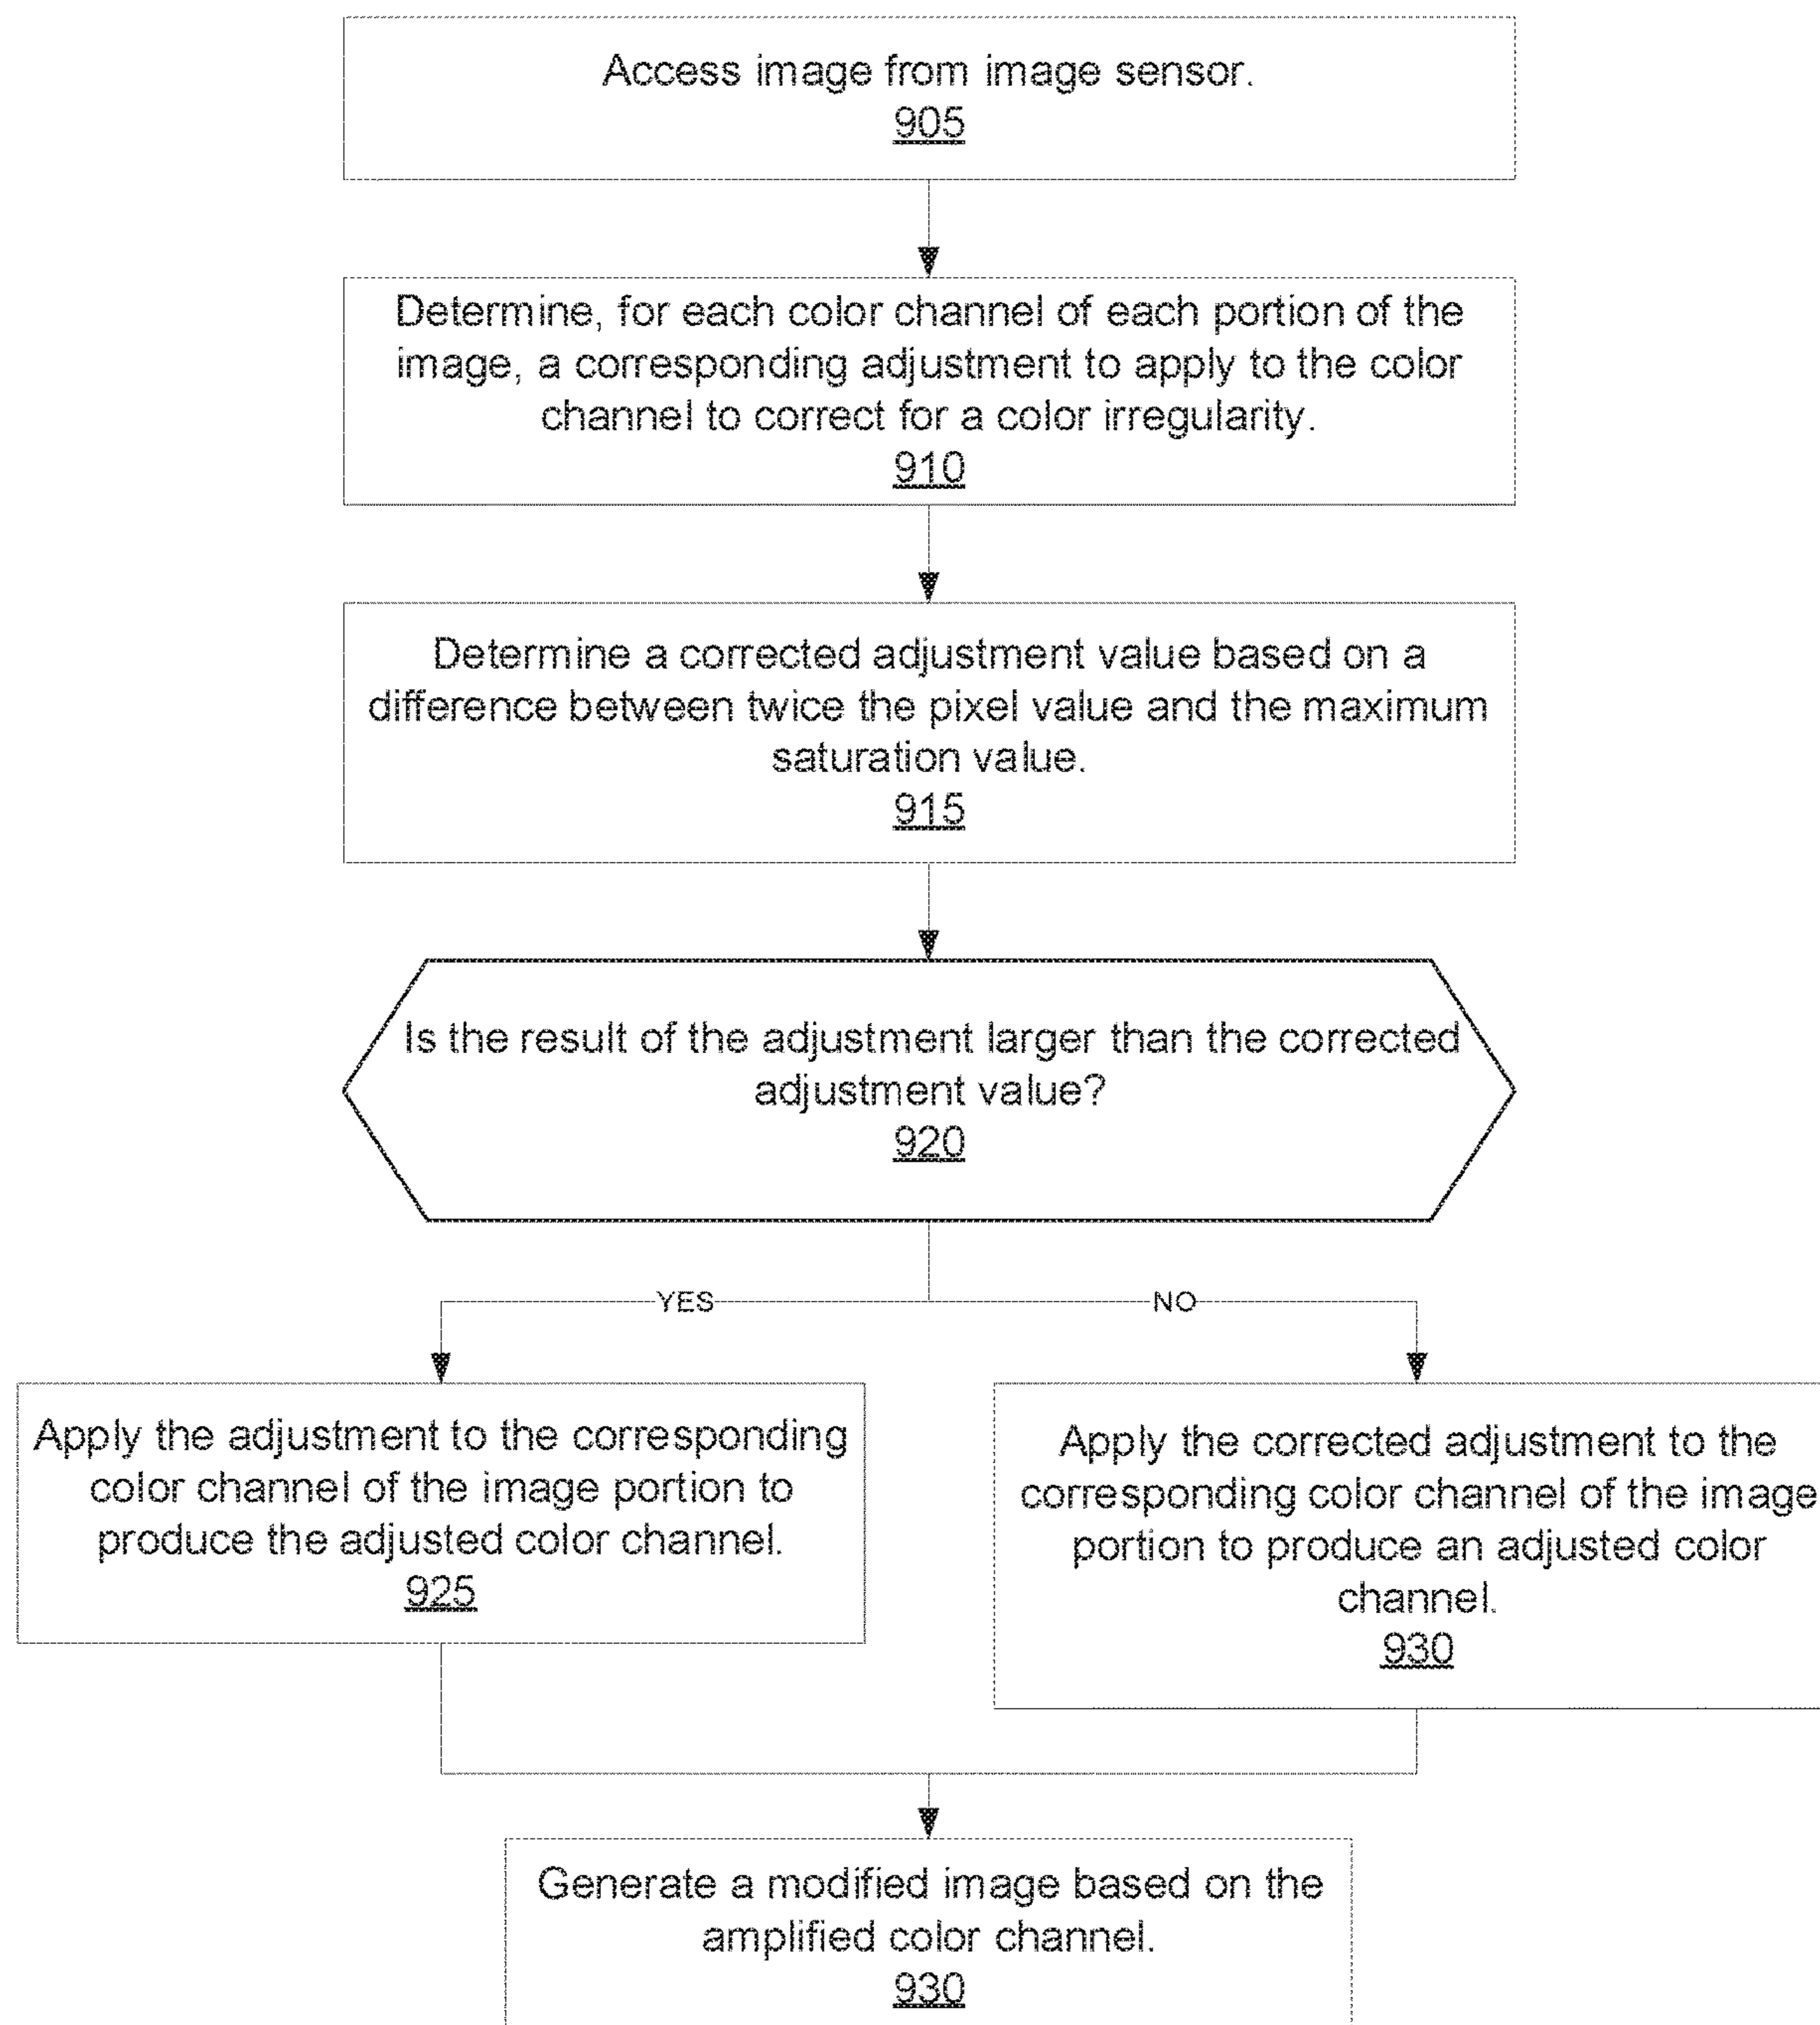 Access image from image sensor.
905
Determine, for each color channel of each portion of the
image, a corresponding adjustment to apply to the color
channel to correct for a color irregularity.
910
Determine a corrected adjustment value based on a
difference between twice the pixel value and the maximum
saturation value.
915
Is the result of the adjustment larger than the corrected
adjustment value?
920
YES
NO
Apply the adjustment to the corresponding
color channel of the image portion to
produce the adjusted color channel.
925
Apply the corrected adjustment to the
corresponding color channel of the image
portion to produce an adjusted color
channel.
930
Generate a modified image based on the
amplified color channel.
930